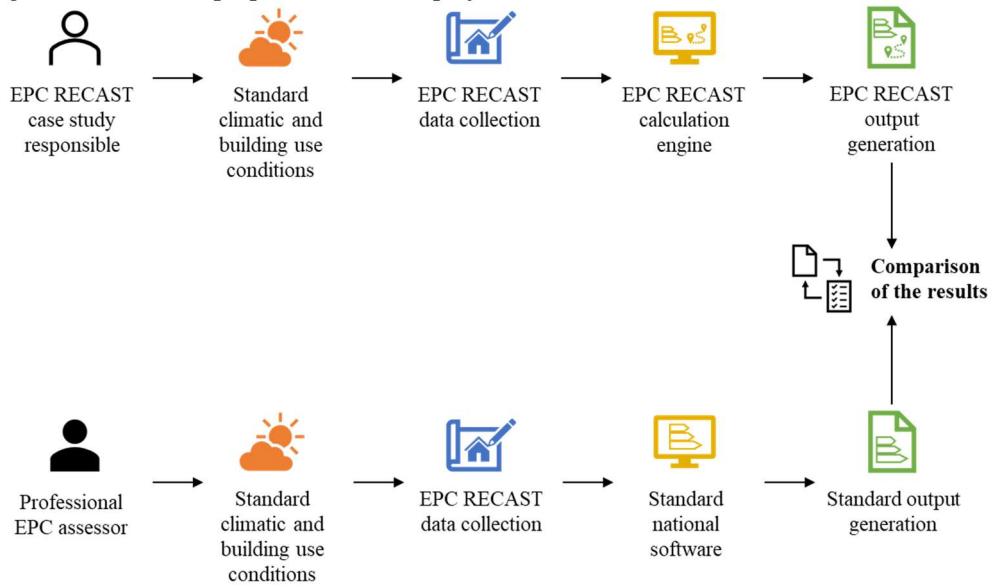 EPC RECAST
case study
responsible
Standard
climatic and
building use
conditions
EPC RECAST
data collection
EPC RECAST
calculation
engine
EPC RECAST
output
generation
Comparison
of the results
Professional
EPC assessor
Standard
climatic and
building use
conditions
EPC RECAST
data collection
Standard
national
software
Standard output
generation